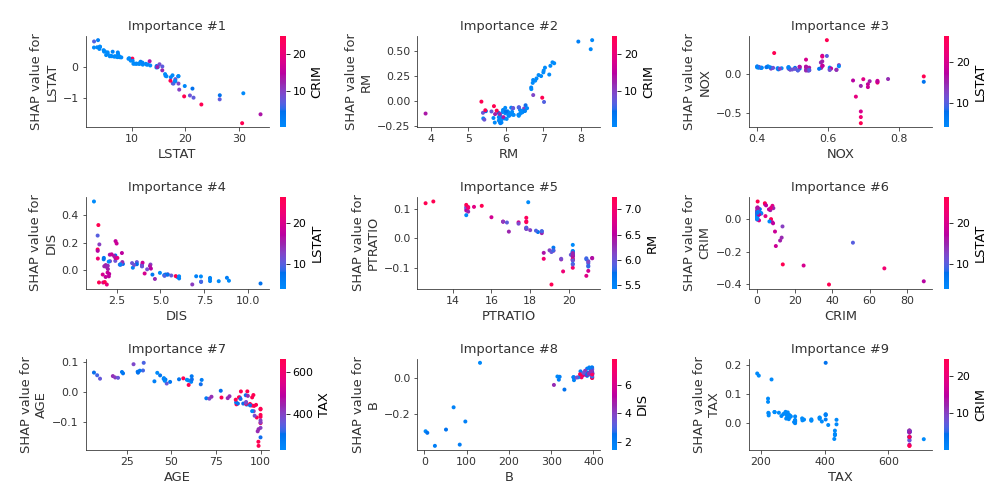 Importance #1
SHAP value for
LSTAT
0
−1
10
20
30
LSTAT
20
10
CRIM
Importance #2
SHAP value for
RM
0.50
0.25
0.00
−0.25
4
5
6
7
8
RM
20
10
CRIM
Importance #3
SHAP value for
NOX
0.0
−0.5
0.4
0.6
0.8
NOX
20
10
LSTAT
Importance #4
SHAP value for
DIS
0.4
0.2
0.0
2.5
5.0
7.5
10.0
DIS
20
10
LSTAT
Importance #5
SHAP value for
PTRATIO
0.1
0.0
−0.1
14
16
18
20
PTRATIO
7.0
6.5
6.0
5.5
RM
Importance #6
SHAP value for
CRIM
0.0
−0.2
−0.4
0
20
40
60
80
CRIM
20
10
LSTAT
Importance #7
SHAP value for
AGE
0.1
0.0
−0.1
25
50
75
100
AGE
600
400
TAX
Importance #8
SHAP value for
B
0.0
−0.2
0
100
200
300
400
B
6
4
2
DIS
Importance #9
SHAP value for
TAX
0.2
0.1
0.0
200
400
600
TAX
20
10
CRIM